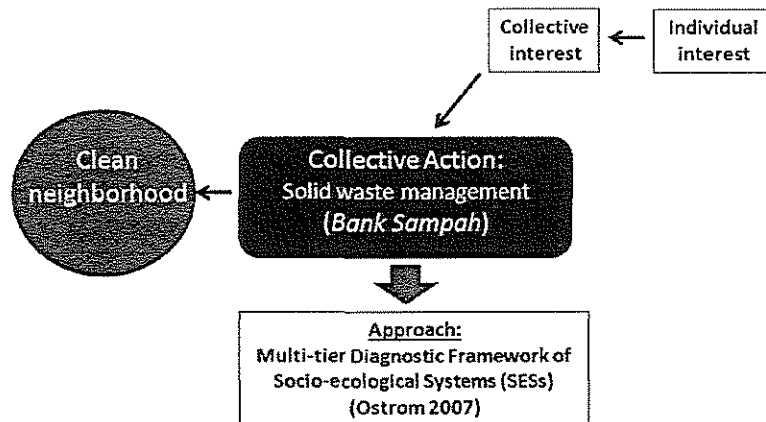 Collective
interest
Individual
interest
Clean
neighborhood
Collective Action:
Solid waste management
(Bank Sampah)
Approach:
Multi-tier Diagnostic Framework of
Socio-ecological Systems (SESs)
(Ostrom 2007)